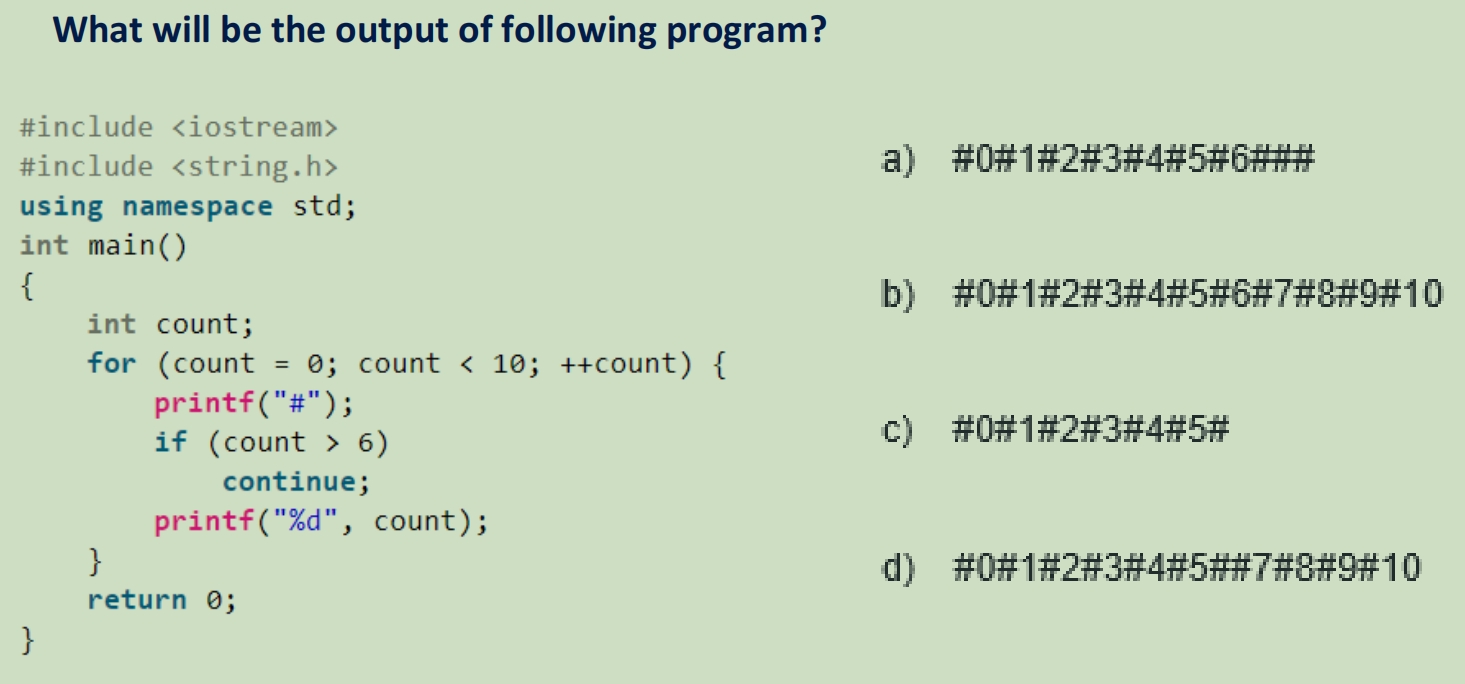 What will be the output of following program?
#include <iostream>
#include <string.h>
using namespace std;
int main()
{
    int count;
    for (count = 0; count < 10; ++count) {
        printf("#");
        if (count > 6)
            continue;
        printf("%d", count);
    }
    return 0;
}
a) #0#1#2#3#4#5#6###
b) #0#1#2#3#4#5#6#7#8#9#10
c) #0#1#2#3#4#5#
d) #0#1#2#3#4#5##7#8#9#10